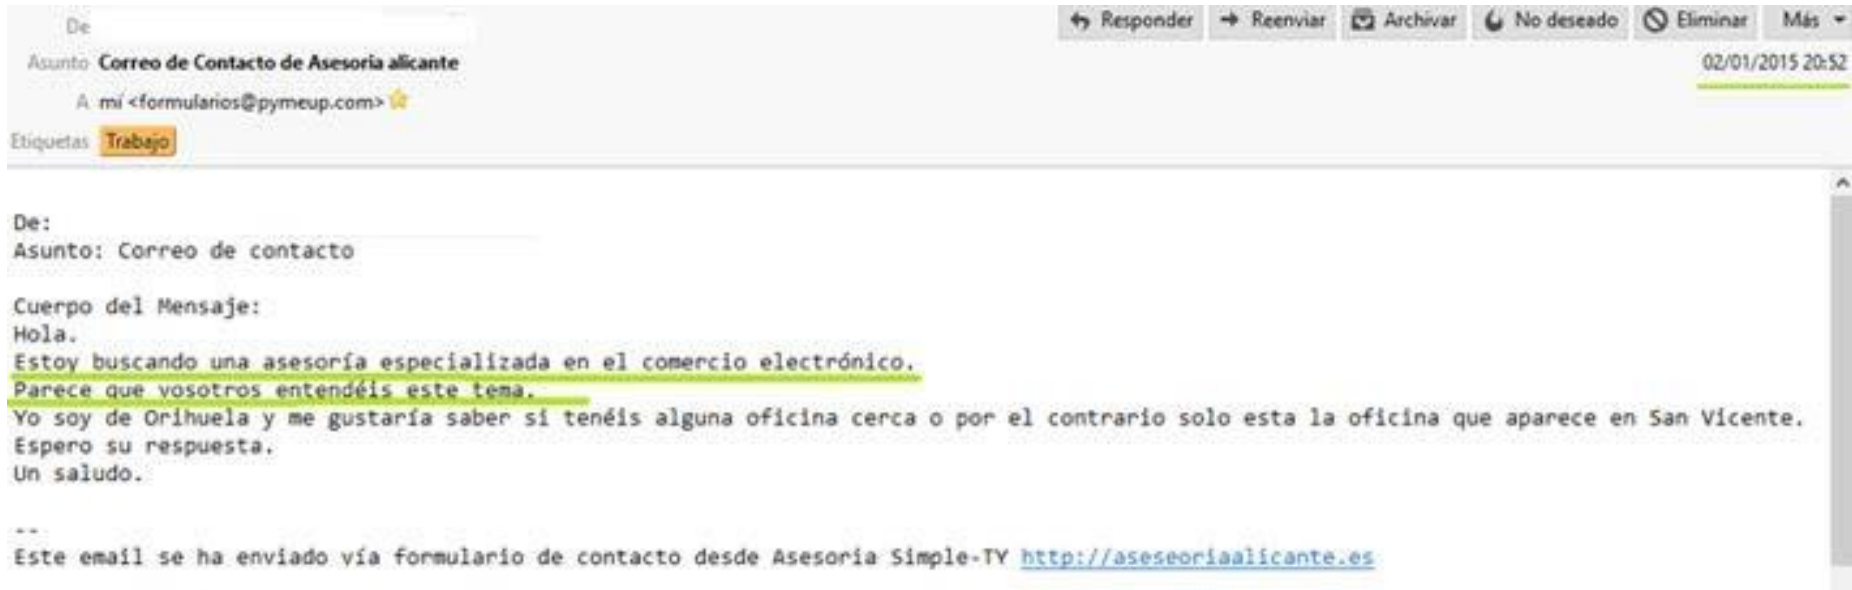 De
Responder Reenviar Archivar No deseado Eliminar Más
Asunto Correo de Contacto de Asesoria alicante
02/01/2015 20:52
A mí <formularios@pymeup.com>
Etiquetas Trabajo
De:
Asunto: Correo de contacto
Cuerpo del Mensaje:
Hola.
Estoy buscando una asesoría especializada en el comercio electrónico.
Parece que vosotros entendéis este tema.
Yo soy de Orihuela y me gustaría saber si tenéis alguna oficina cerca o por el contrario solo esta la oficina que aparece en San Vicente.
Espero su respuesta.
Un saludo.
--
Este email se ha enviado vía formulario de contacto desde Asesoria Simple-TY http://aseseoriaalicante.es